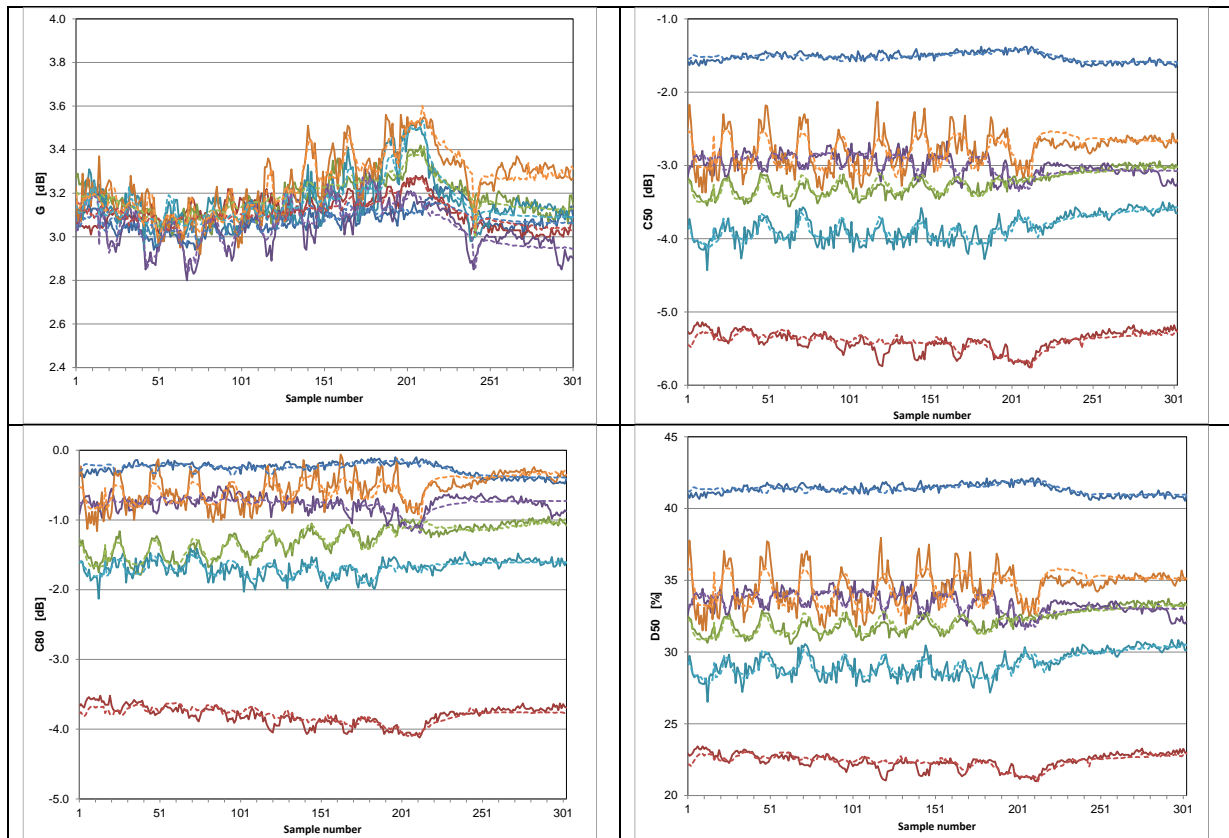 4.0
3.8
3.6
3.4
3.2
3.0
2.8
2.6
2.4
G [dB]
1 51 101 151 201 251 301
Sample number
-1.0
-2.0
-3.0
-4.0
-5.0
-6.0
C50 [dB]
1 51 101 151 201 251 301
Sample number
0.0
-1.0
-2.0
-3.0
-4.0
-5.0
C80 [dB]
1 51 101 151 201 251 301
Sample number
45
40
35
30
25
20
D50 [%]
1 51 101 151 201 251 301
Sample number